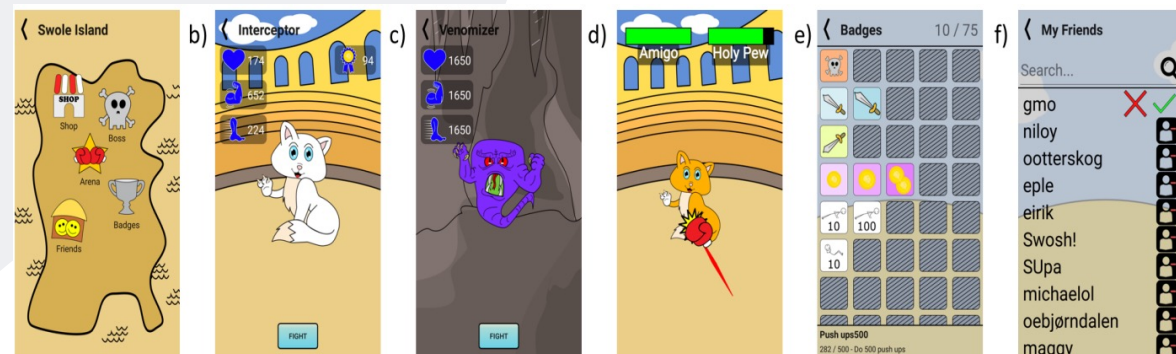 Swole Island
SHOP
Shop
Boss
Arena
Badges
Friends
b)
Interceptor
174
94
652
224
FIGHT
c)
Venomizer
1650
1650
1650
FIGHT
d)
Amigo
Holy Pew
e)
Badges
10 / 75
10
100
10
Push ups500
282 / 500 - Do 500 push ups
f)
My Friends
Search...
gmo
niloy
ootterskog
eple
eirik
Swosh!
SUpa
michaelol
oebjørndalen
maggy